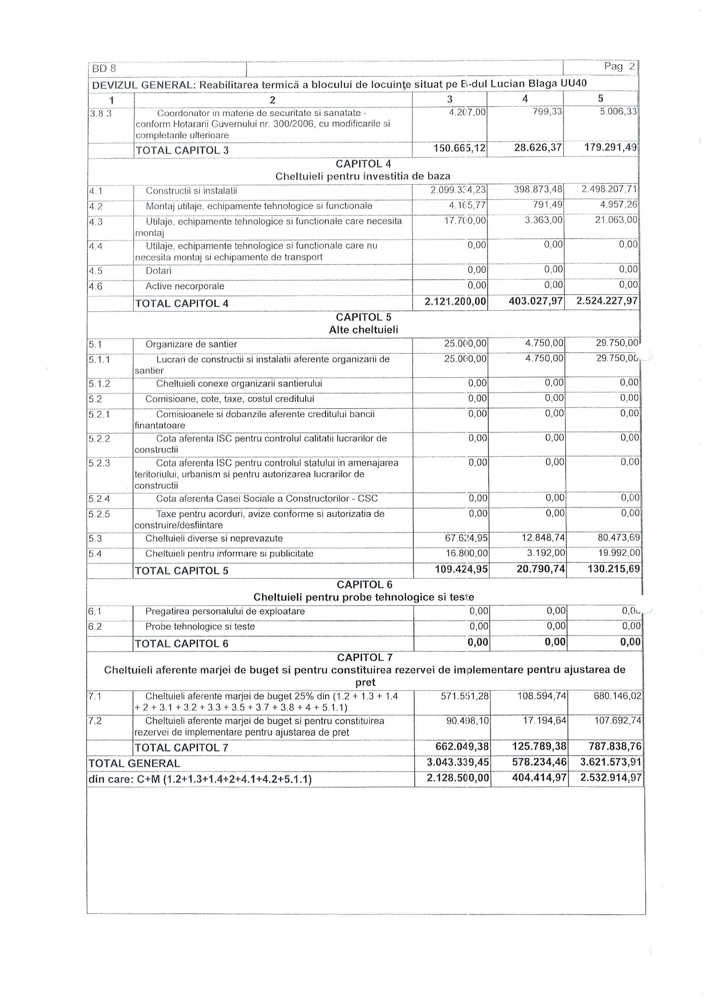 BD 8 Pag 2
DEVIZUL GENERAL: Reabilitarea termică a blocului de locuinţe situat pe B-dul Lucian Blaga UU40
1 2 3 4 5
3.8.3 Coordonator in materie de securitate si sanatate - 4.207,00 799,33 5.006,33
conform Hotararii Guvernului nr. 300/2006, cu modificarile si
completarile ulterioare
TOTAL CAPITOL 3 150.665,12 28.626,37 179.291,49
CAPITOL 4
Cheltuieli pentru investitia de baza
4.1 Constructii si instalatii 2.099.334,23 398.873,48 2.498.207,71
4.2 Montaj utilaje, echipamente tehnologice si functionale 4.165,77 791,49 4.957,26
4.3 Utilaje, echipamente tehnologice si functionale care necesita 17.700,00 3.363,00 21.063,00
montaj
4.4 Utilaje, echipamente tehnologice si functionale care nu 0,00 0,00 0,00
necesita montaj si echipamente de transport
4.5 Dotari 0,00 0,00 0,00
4.6 Active necorporale 0,00 0,00 0,00
TOTAL CAPITOL 4 2.121.200,00 403.027,97 2.524.227,97
CAPITOL 5
Alte cheltuieli
5.1 Organizare de santier 25.000,00 4.750,00 29.750,00
5.1.1 Lucrari de constructii si instalatii aferente organizarii de 25.000,00 4.750,00 29.750,00
santier
5.1.2 Cheltuieli conexe organizarii santierului 0,00 0,00 0,00
5.2 Comisioane, cote, taxe, costul creditului 0,00 0,00 0,00
5.2.1 Comisioanele si dobanzile aferente creditului bancii 0,00 0,00 0,00
finantatoare
5.2.2 Cota aferenta ISC pentru controlul calitatii lucrarilor de 0,00 0,00 0,00
constructii
5.2.3 Cota aferenta ISC pentru controlul statului in amenajarea 0,00 0,00 0,00
teritoriului, urbanism si pentru autorizarea lucrarilor de
constructii
5.2.4 Cota aferenta Casei Sociale a Constructorilor - CSC 0,00 0,00 0,00
5.2.5 Taxe pentru acorduri, avize conforme si autorizatia de 0,00 0,00 0,00
construire/desfiintare
5.3 Cheltuieli diverse si neprevazute 67.624,95 12.848,74 80.473,69
5.4 Cheltuieli pentru informare si publicitate 16.800,00 3.192,00 19.992,00
TOTAL CAPITOL 5 109.424,95 20.790,74 130.215,69
CAPITOL 6
Cheltuieli pentru probe tehnologice si teste
6.1 Pregatirea personalului de exploatare 0,00 0,00 0,00
6.2 Probe tehnologice si teste 0,00 0,00 0,00
TOTAL CAPITOL 6 0,00 0,00 0,00
CAPITOL 7
Cheltuieli aferente marjei de buget si pentru constituirea rezervei de implementare pentru ajustarea de
pret
7.1 Cheltuieli aferente marjei de buget 25% din (1.2 + 1.3 + 1.4 571.551,28 108.594,74 680.146,02
+ 2 + 3.1 + 3.2 + 3.3 + 3.5 + 3.7 + 3.8 + 4 + 5.1.1)
7.2 Cheltuieli aferente marjei de buget si pentru constituirea 90.498,10 17.194,64 107.692,74
rezervei de implementare pentru ajustarea de pret
TOTAL CAPITOL 7 662.049,38 125.789,38 787.838,76
TOTAL GENERAL 3.043.339,45 578.234,46 3.621.573,91
din care: C+M (1.2+1.3+1.4+2+4.1+4.2+5.1.1) 2.128.500,00 404.414,97 2.532.914,97